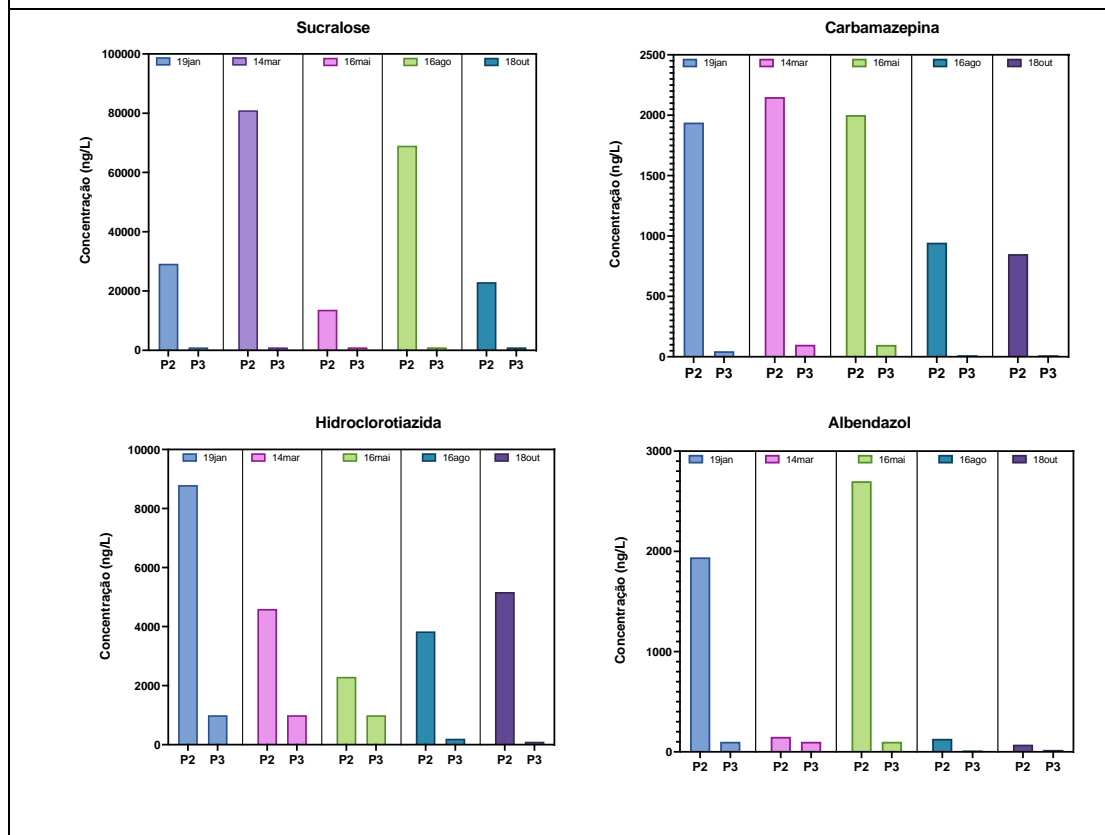 Sucralose
100000
80000
60000
40000
20000
0
Concentração (ng/L)
19jan 14mar 16mai 16ago 18out
P2 P3 P2 P3 P2 P3 P2 P3 P2 P3
Carbamazepina
2500
2000
1500
1000
500
0
Concentração (ng/L)
19jan 14mar 16mai 16ago 18out
P2 P3 P2 P3 P2 P3 P2 P3 P2 P3
Hidroclorotiazida
10000
8000
6000
4000
2000
0
Concentração (ng/L)
19jan 14mar 16mai 16ago 18out
P2 P3 P2 P3 P2 P3 P2 P3 P2 P3
Albendazol
3000
2000
1000
0
Concentração (ng/L)
19jan 14mar 16mai 16ago 18out
P2 P3 P2 P3 P2 P3 P2 P3 P2 P3